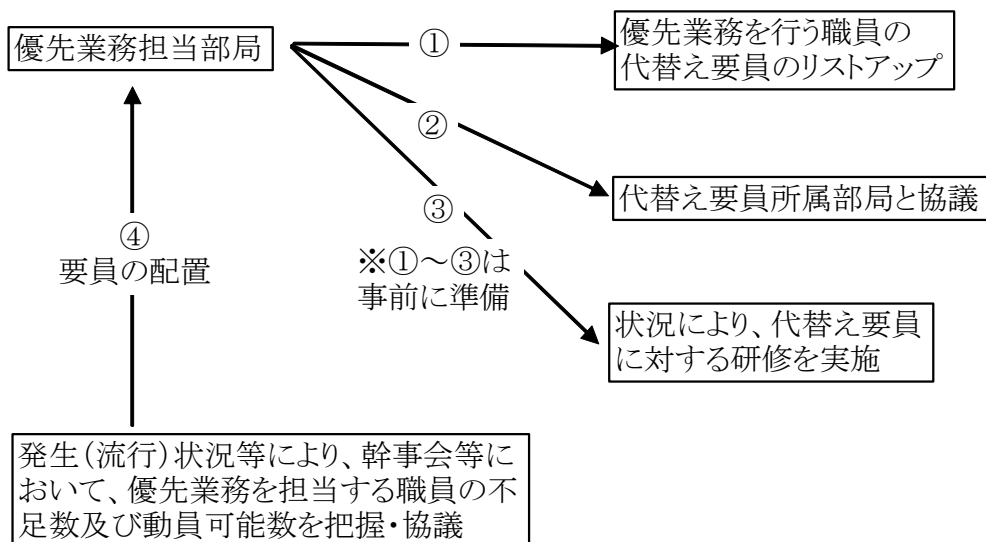 優先業務担当部局
①
優先業務を行う職員の
代替え要員のリストアップ
②
代替え要員所属部局と協議
③
※①～③は
事前に準備
状況により、代替え要員
に対する研修を実施
④
要員の配置
発生(流行)状況等により、幹事会等に
おいて、優先業務を担当する職員の不
足数及び動員可能数を把握・協議